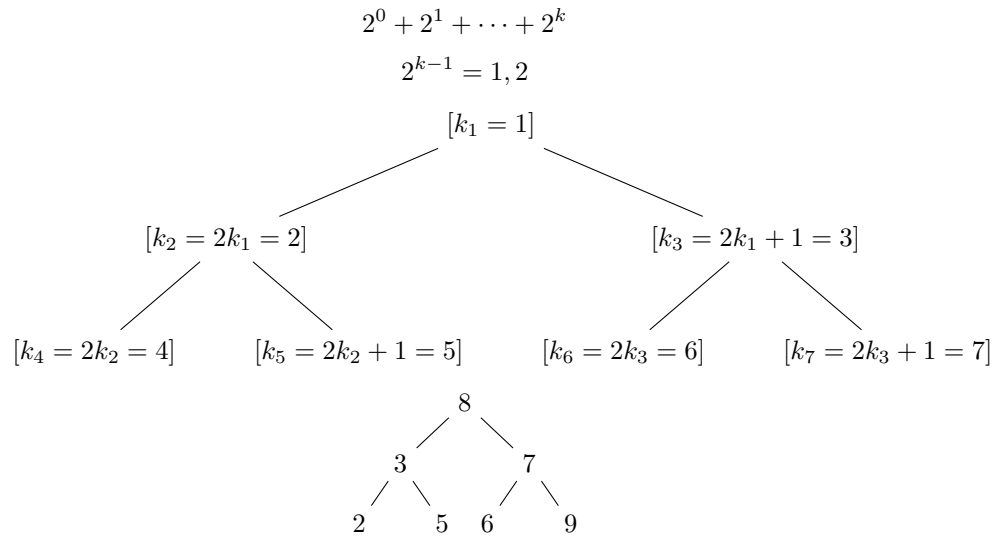 2^0 + 2^1 + ⋯ + 2^k
2^{k−1} = 1, 2
[k_1 = 1]
[k_2 = 2k_1 = 2] [k_3 = 2k_1 + 1 = 3]
[k_4 = 2k_2 = 4] [k_5 = 2k_2 + 1 = 5] [k_6 = 2k_3 = 6] [k_7 = 2k_3 + 1 = 7]
8
3 7
2 5 6 9